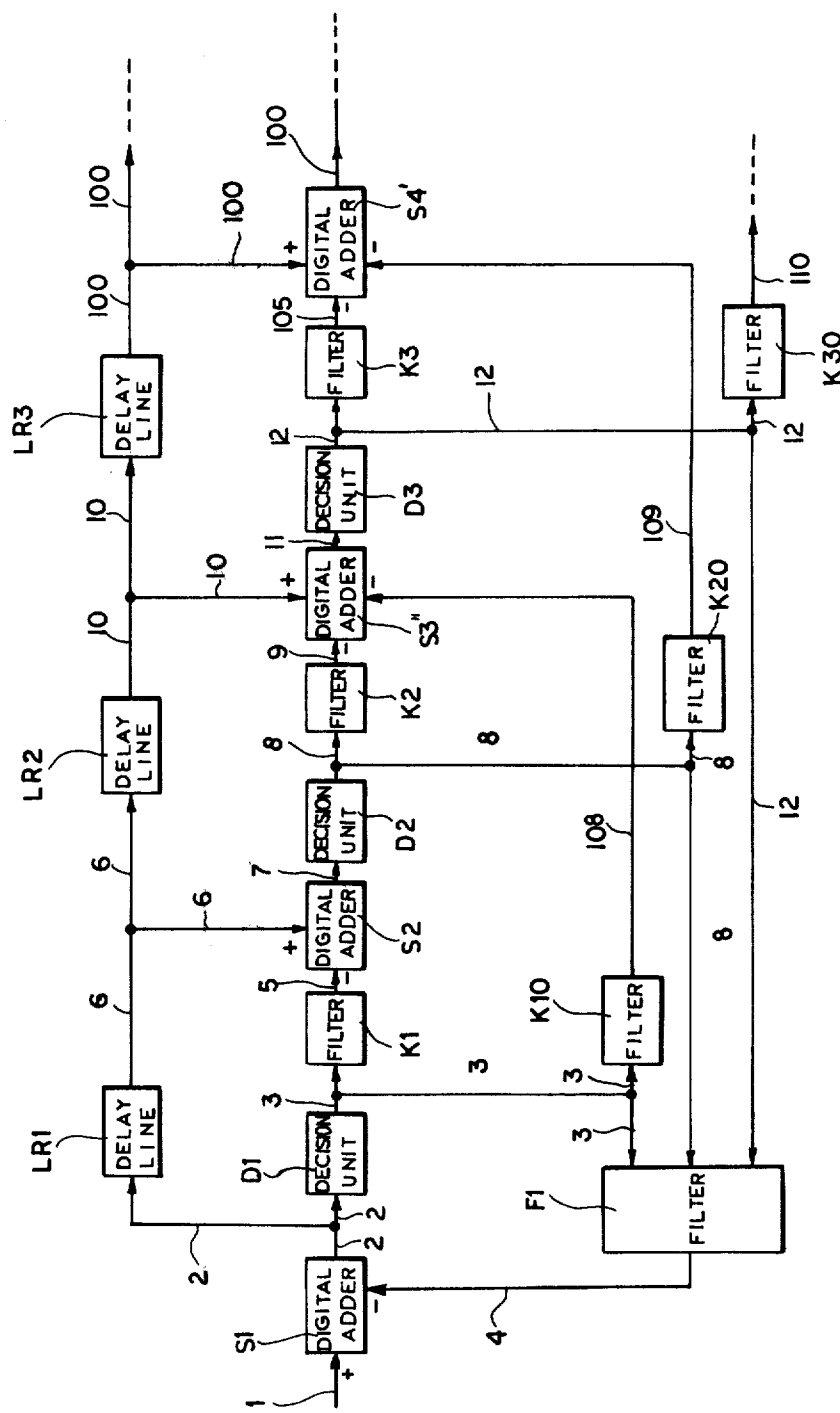 LR1
DELAY
LINE
LR2
DELAY
LINE
LR3
DELAY
LINE
2
6
6
6
10
10
10
100
100
100
1
+
S1
DIGITAL
ADDER
-
2
2
D1
DECISION
UNIT
3
FILTER
K1
5
-
+
DIGITAL
ADDER
S2
7
DECISION
UNIT
D2
8
FILTER
K2
9
-
+
-
DIGITAL
ADDER
S3"
11
DECISION
UNIT
D3
12
FILTER
K3
105
-
+
-
DIGITAL
ADDER
S4'
100
4
F1
FILTER
3
3
3
K10
FILTER
108
8
8
8
K20
FILTER
109
12
12
12
FILTER
K30
110